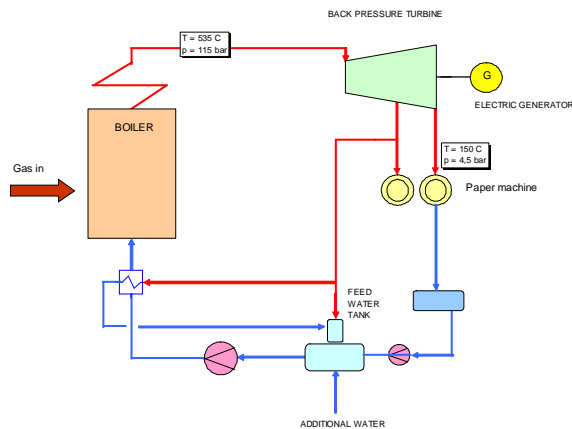 BACK PRESSURE TURBINE
T = 535 C
p = 115 bar
G
ELECTRIC GENERATOR
BOILER
T = 150 C
p = 4,5 bar
Gas in
Paper machine
FEED
WATER
TANK
ADDITIONAL WATER